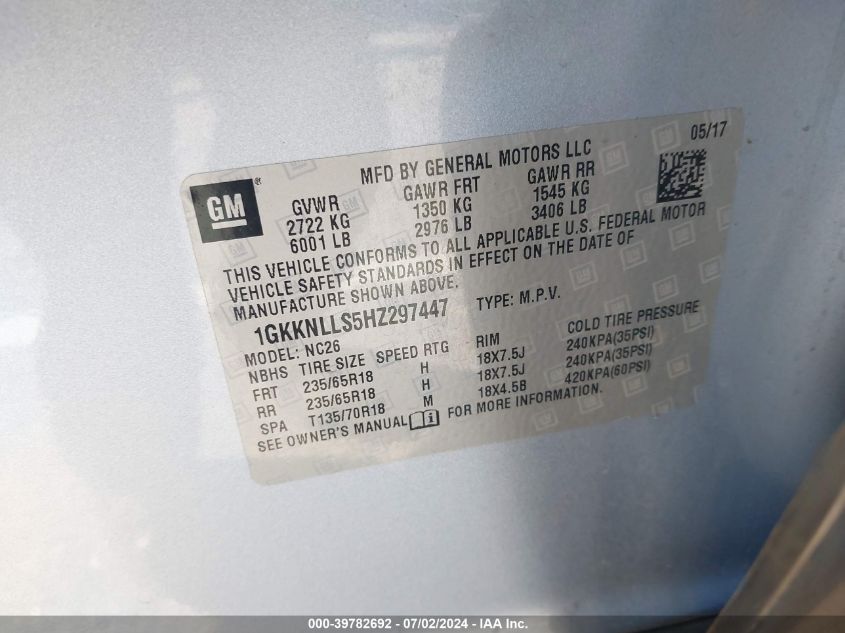 05/17
MFD BY GENERAL MOTORS LLC
GM®
GVWR GAWR FRT GAWR RR
2722 KG 1350 KG 1545 KG
6001 LB 2976 LB 3406 LB
THIS VEHICLE CONFORMS TO ALL APPLICABLE U.S. FEDERAL MOTOR
VEHICLE SAFETY STANDARDS IN EFFECT ON THE DATE OF
MANUFACTURE SHOWN ABOVE.
1GKKNLLS5HZ297447 TYPE: M.P.V.
MODEL: NC26
NBHS TIRE SIZE SPEED RTG RIM COLD TIRE PRESSURE
FRT 235/65R18 H 18X7.5J 240KPA(35PSI)
RR 235/65R18 H 18X7.5J 240KPA(35PSI)
SPA T135/70R18 M 18X4.5B 420KPA(60PSI)
SEE OWNER'S MANUAL i FOR MORE INFORMATION.
000-39782692 - 07/02/2024 - IAA Inc.